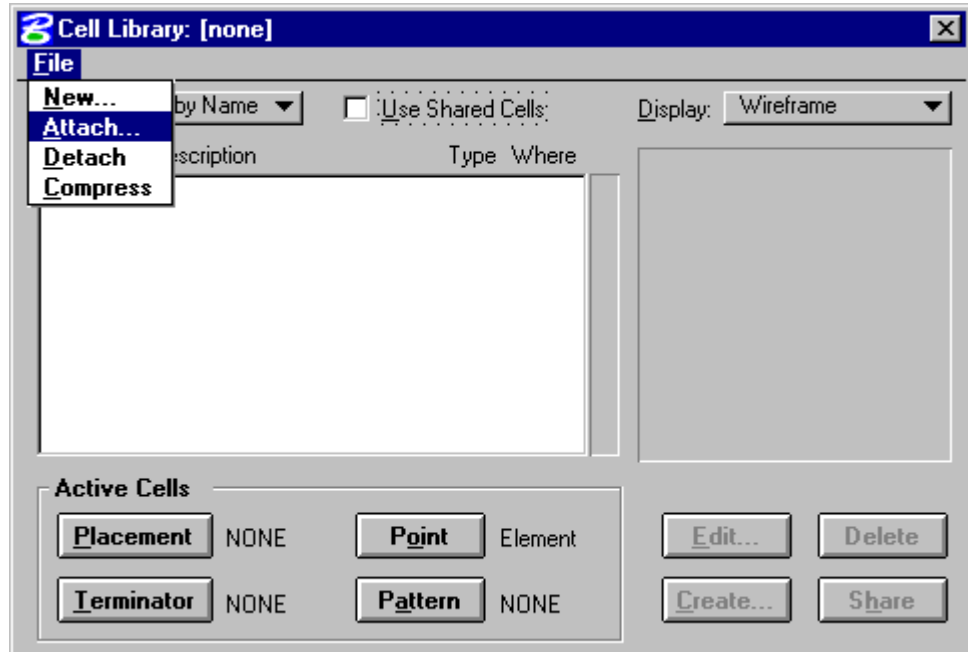 Cell Library: [none]
File
New...
Attach...
Detach
Compress
by Name
Use Shared Cells
Display: Wireframe
escription Type Where
Active Cells
Placement NONE Point Element Edit... Delete
Terminator NONE Pattern NONE Create... Share